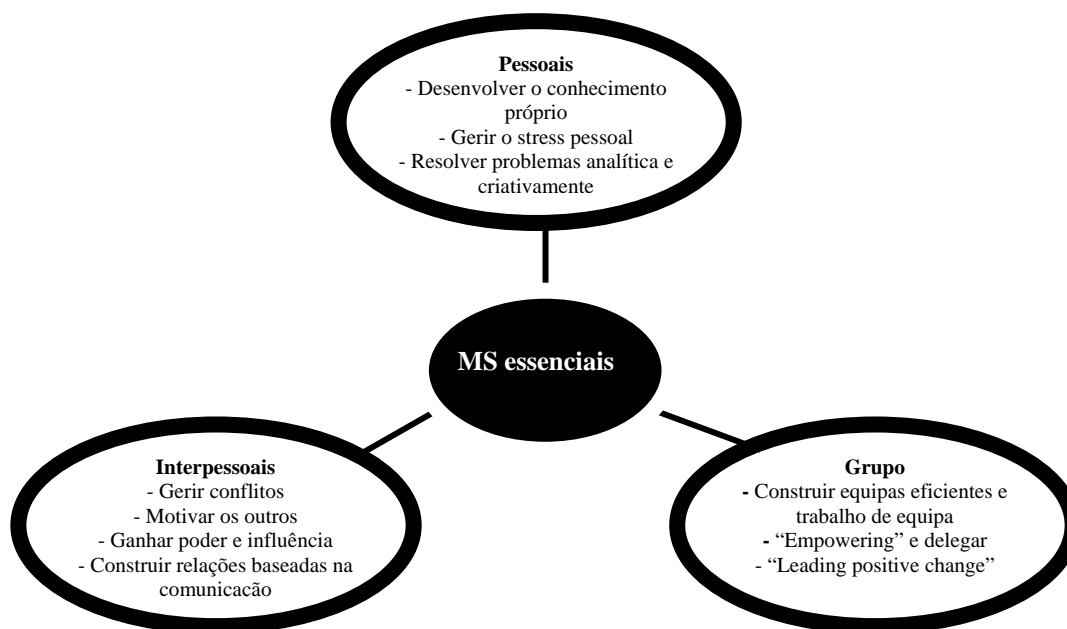 Pessoais
- Desenvolver o conhecimento
próprio
- Gerir o stress pessoal
- Resolver problemas analítica e
criativamente
MS essenciais
Interpessoais
- Gerir conflitos
- Motivar os outros
- Ganhar poder e influência
- Construir relações baseadas na
comunicacão
Grupo
- Construir equipas eficientes e
trabalho de equipa
- “Empowering” e delegar
- “Leading positive change”